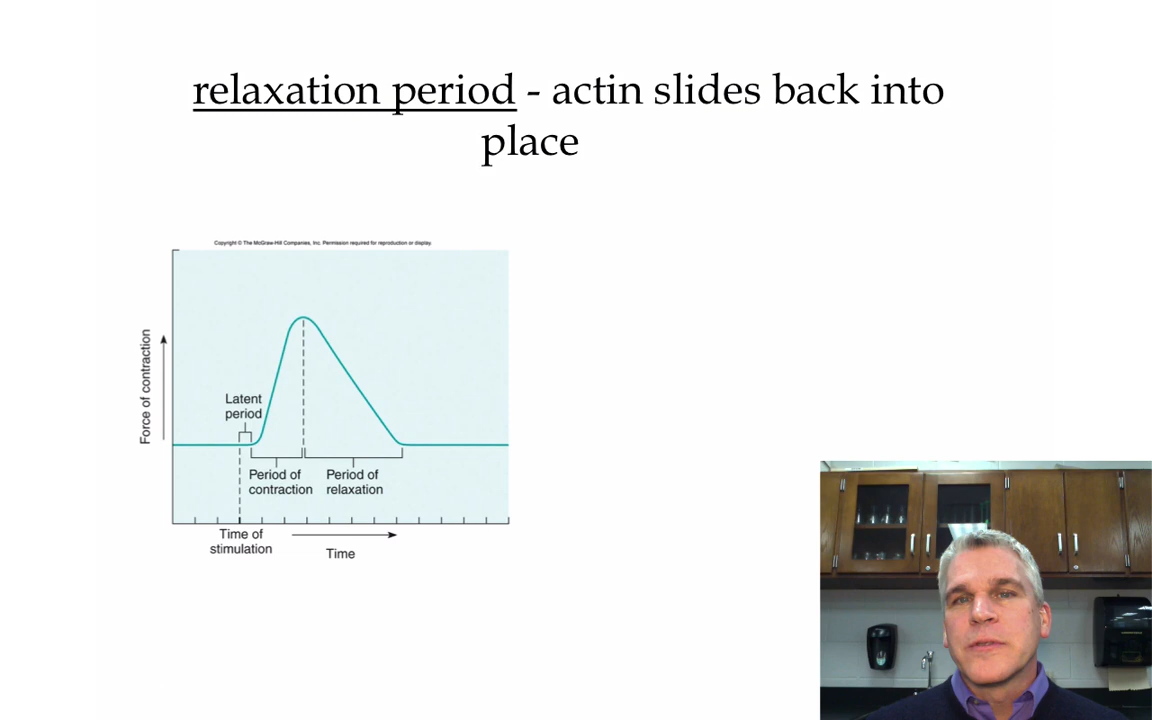 relaxation period - actin slides back into
place
Copyright © The McGraw-Hill Companies, Inc. Permission required for reproduction or display.
Force of contraction
Latent
period
Period of
contraction
Period of
relaxation
Time of
stimulation
Time